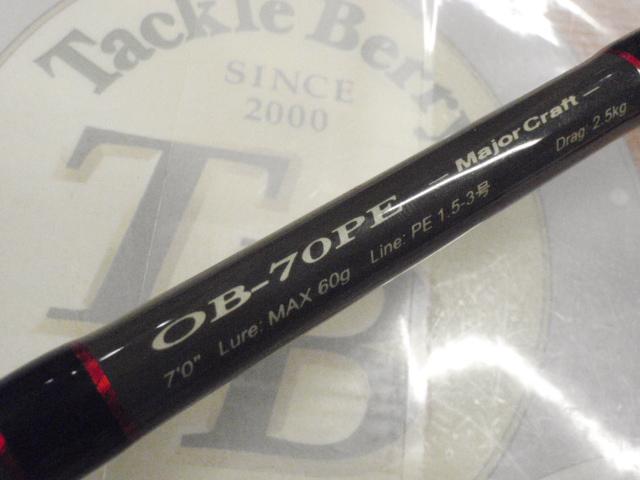 Tackle Berry
SINCE
2000
TB
OB-70PE — MajorCraft —
7'0" Lure: MAX 60g Line: PE 1.5-3号 Drag: 2.5kg